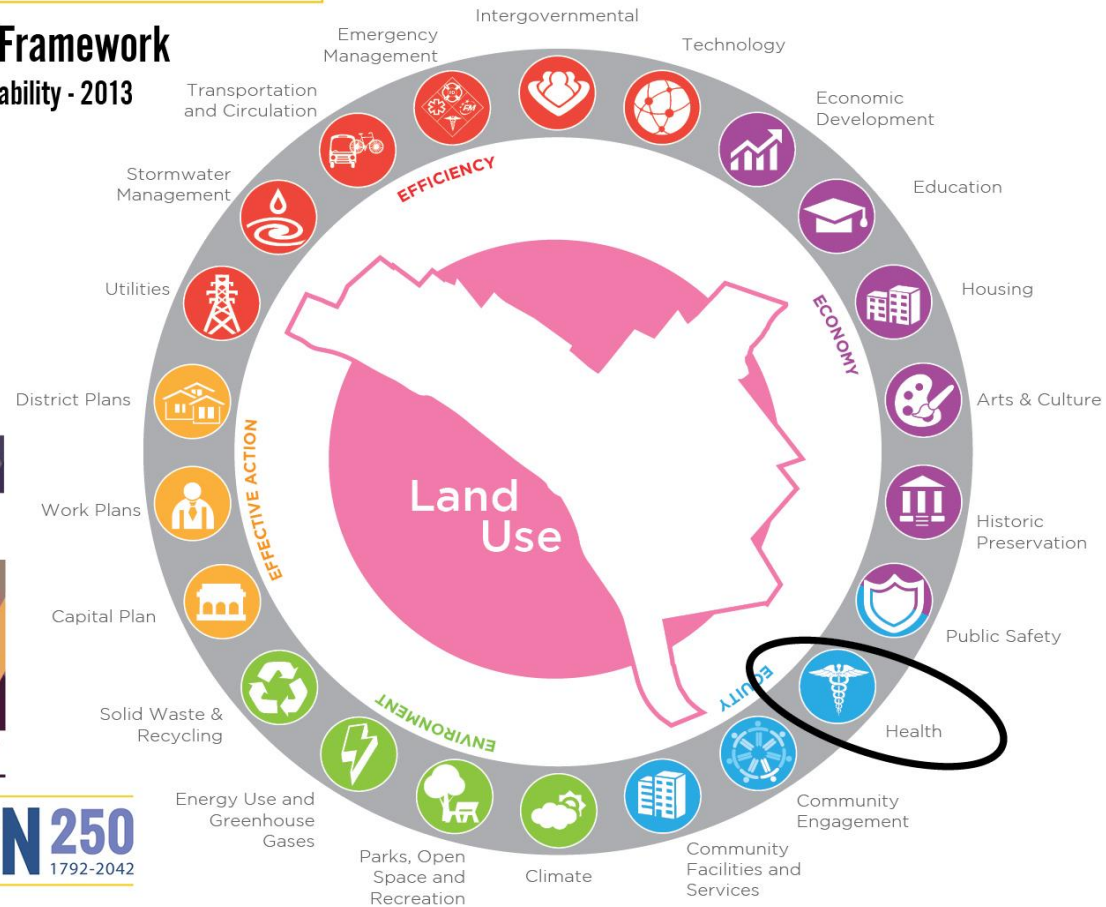 Framework
ability - 2013
Intergovernmental
Technology
Economic
Development
Education
Housing
Arts & Culture
Historic
Preservation
Public Safety
Health
Community
Engagement
Community
Facilities and
Services
Climate
Parks, Open
Space and
Recreation
Energy Use and
Greenhouse
Gases
Solid Waste &
Recycling
Capital Plan
Work Plans
District Plans
Utilities
Stormwater
Management
Transportation
and Circulation
Emergency
Management
FM
EFFICIENCY
ECONOMY
EQUITY
ENVIRONMENT
EFFECTIVE ACTION
Land
Use
N 250
1792-2042